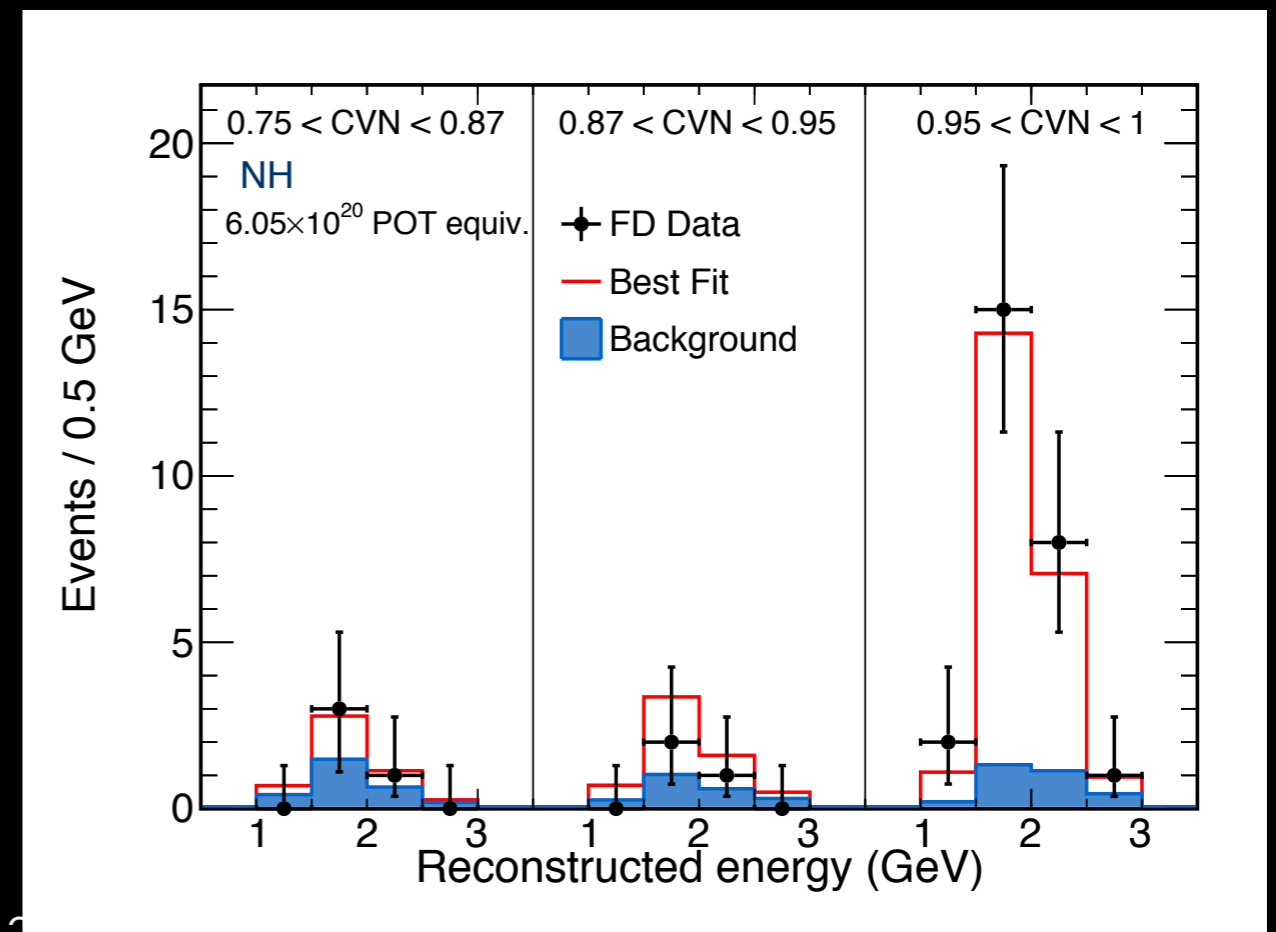 0.75 < CVN < 0.87
0.87 < CVN < 0.95
0.95 < CVN < 1
NH
6.05×10²⁰ POT equiv.
FD Data
Best Fit
Background
Events / 0.5 GeV
20
15
10
5
0
1 2 3 1 2 3 1 2 3
Reconstructed energy (GeV)